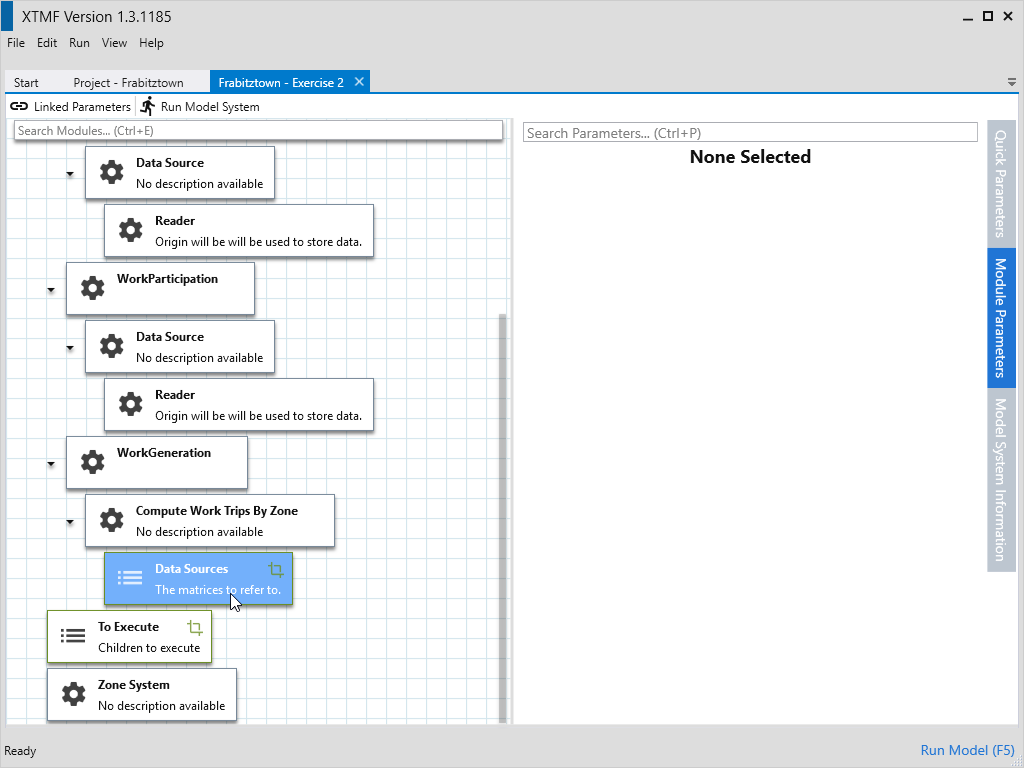 XTMF Version 1.3.1185
File Edit Run View Help
Start Project - Frabitztown Frabitztown - Exercise 2
Linked Parameters Run Model System
Search Modules... (Ctrl+E)
Search Parameters... (Ctrl+P)
None Selected
Data Source
No description available
Reader
Origin will be will be used to store data.
WorkParticipation
Data Source
No description available
Reader
Origin will be will be used to store data.
WorkGeneration
Compute Work Trips By Zone
No description available
Data Sources
The matrices to refer to.
To Execute
Children to execute
Zone System
No description available
Quick Parameters
Module Parameters
Model System Information
Ready
Run Model (F5)